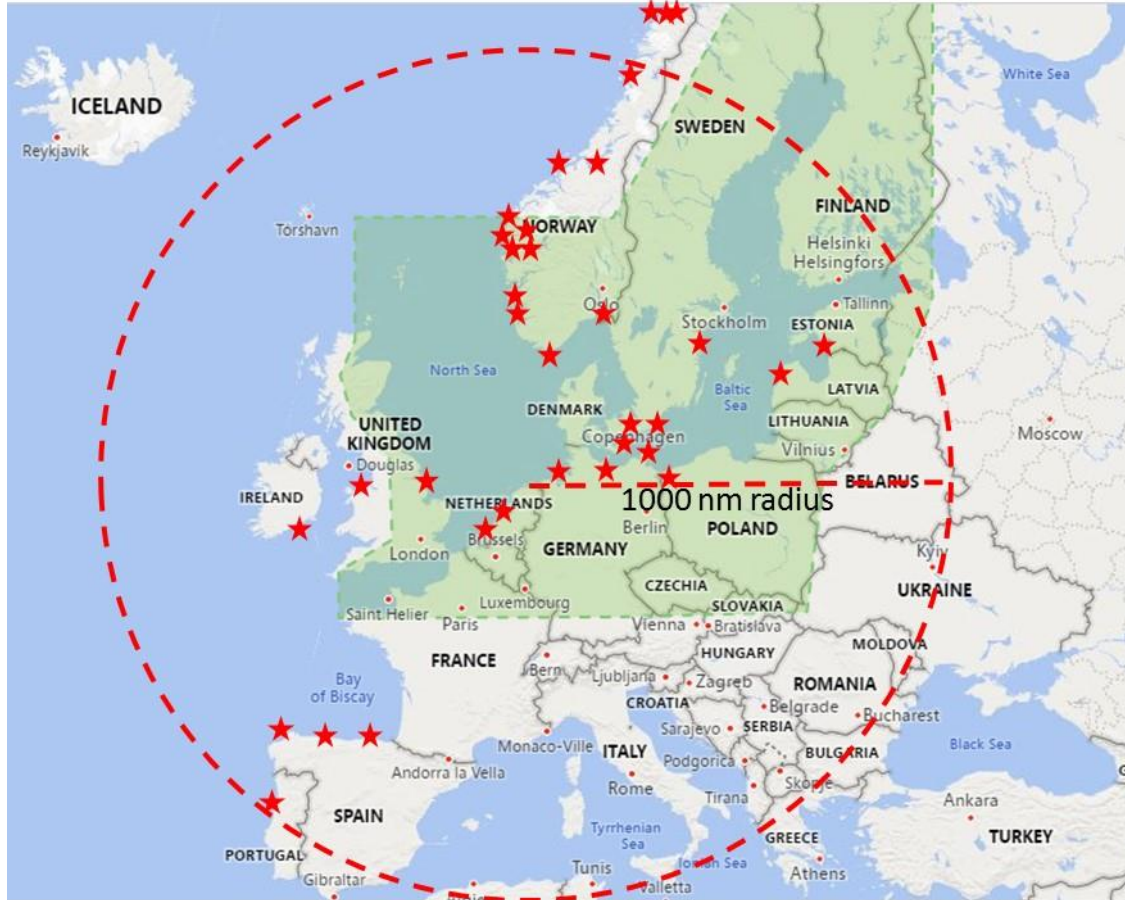 White Sea
ICELAND
Reykjavik
SWEDEN
FINLAND
Tórshavn
NORWAY
Helsinki
Helsingfors
Oslo
Tallinn
Stockholm
ESTONIA
North Sea
Baltic
Sea
LATVIA
DENMARK
LITHUANIA
UNITED
KINGDOM
Copenhagen
Moscow
Vilnius
Douglas
BELARUS
IRELAND
NETHERLANDS
1000 nm radius
Berlin
POLAND
Brussels
London
GERMANY
Kyiv
CZECHIA
UKRAINE
Luxembourg
SLOVAKIA
Saint Helier
Paris
Vienna
Bratislava
MOLDOVA
HUNGARY
FRANCE
Bern
Ljubljana
Zagreb
ROMANIA
Bay
of Biscay
CROATIA
Belgrade
Bucharest
Sarajevo
SERBIA
Monaco-Ville
ITALY
BULGARIA
Black Sea
Andorra la Vella
Podgorica
Skopje
Rome
Tirana
Ankara
SPAIN
Tyrrhenian
Sea
GREECE
TURKEY
PORTUGAL
Ionian Sea
Tunis
Athens
Gibraltar
Valletta